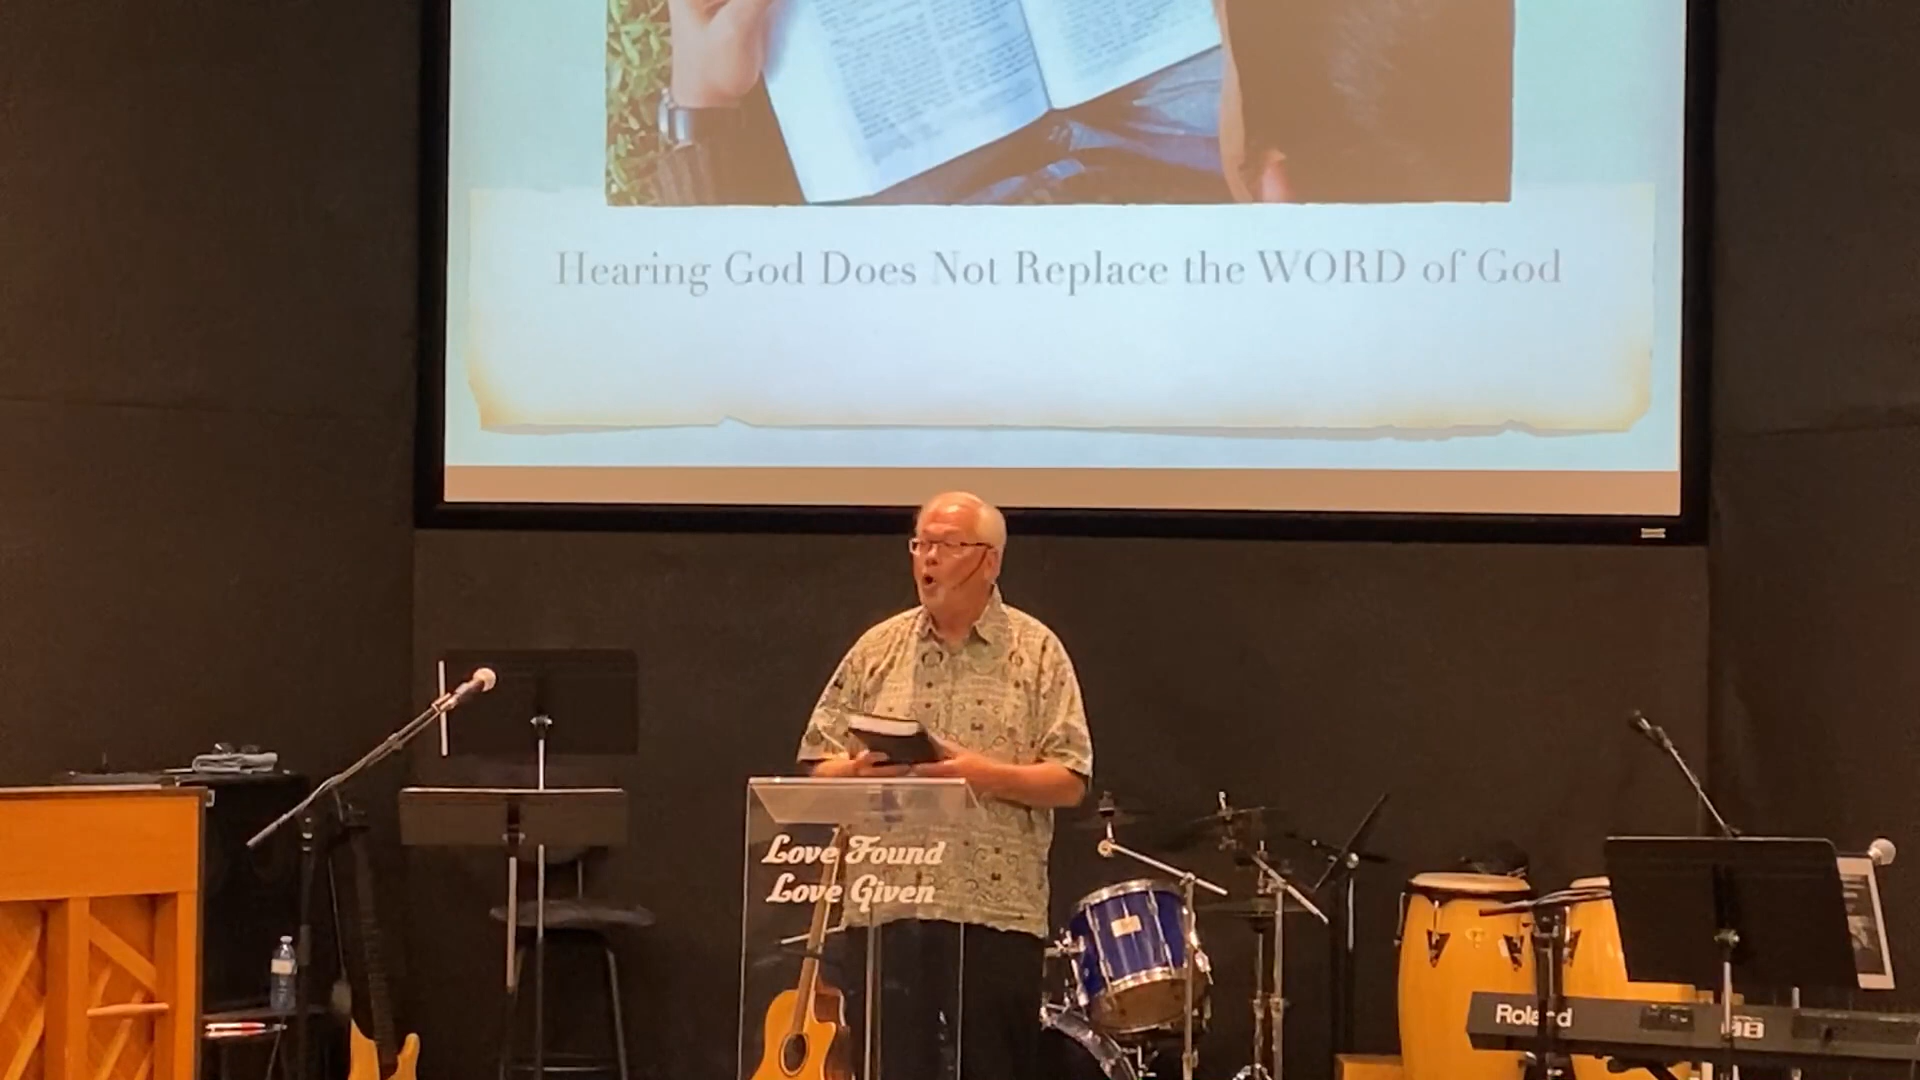 Hearing God Does Not Replace the WORD of God
Love Found
Love Given
Roland